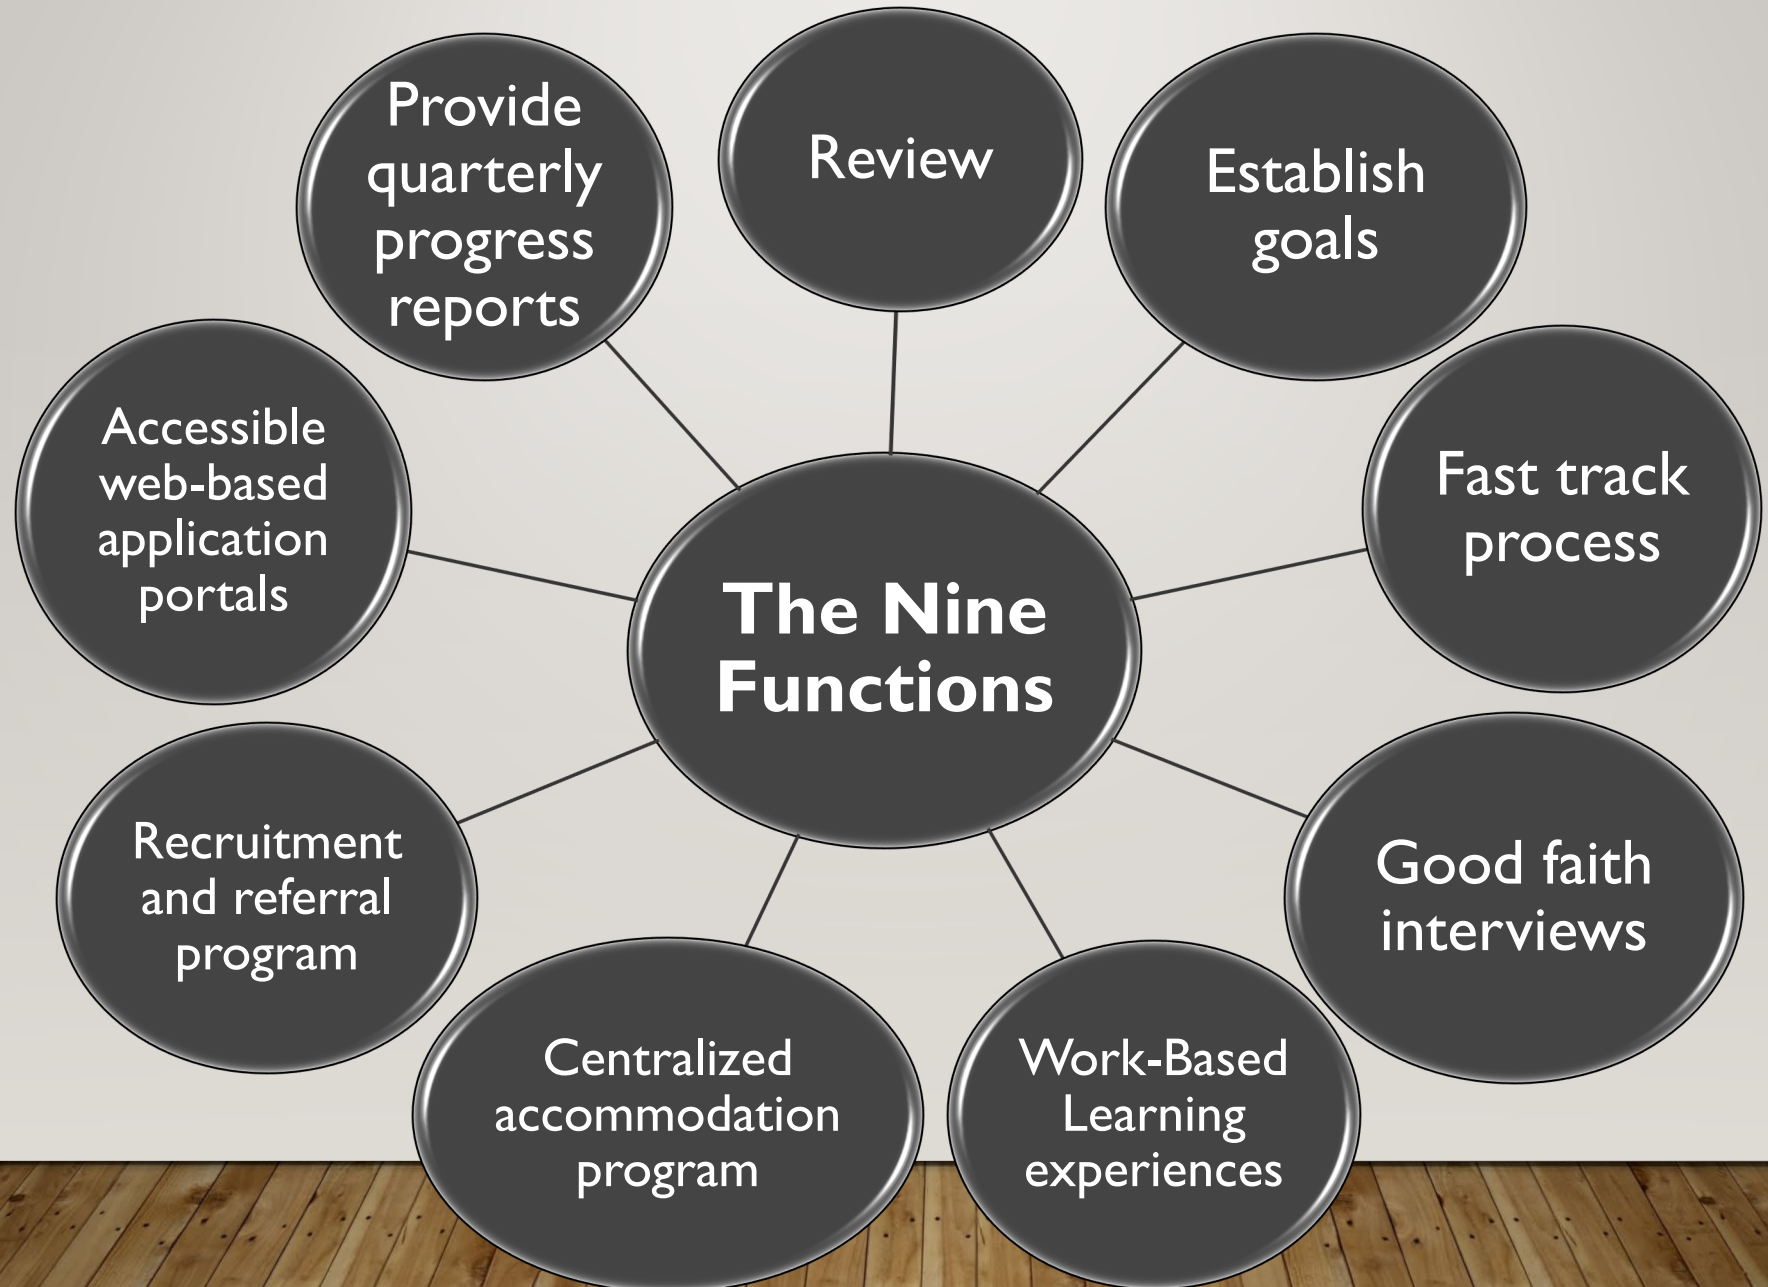 Provide
quarterly
progress
reports
Review
Establish
goals
Fast track
process
Good faith
interviews
Work-Based
Learning
experiences
Centralized
accommodation
program
Recruitment
and referral
program
Accessible
web-based
application
portals
The Nine
Functions